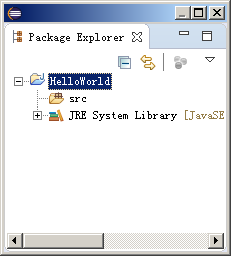 Package Explorer
HelloWorld
src
JRE System Library [JavaSE